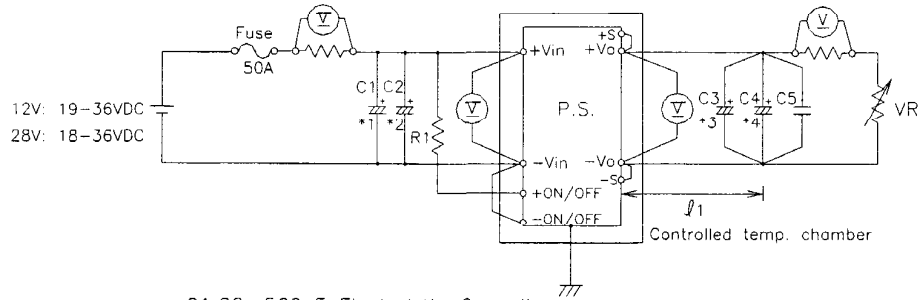 Fuse
50A
V
V
C1
C2
*1
*2
R1
12V: 19-36VDC
28V: 18-36VDC
V
+Vin
-Vin
+ON/OFF
-ON/OFF
P.S.
+S
+Vo
-Vo
-S
V
C3
C4
C5
*3
*4
VR
ℓ1
Controlled temp. chamber